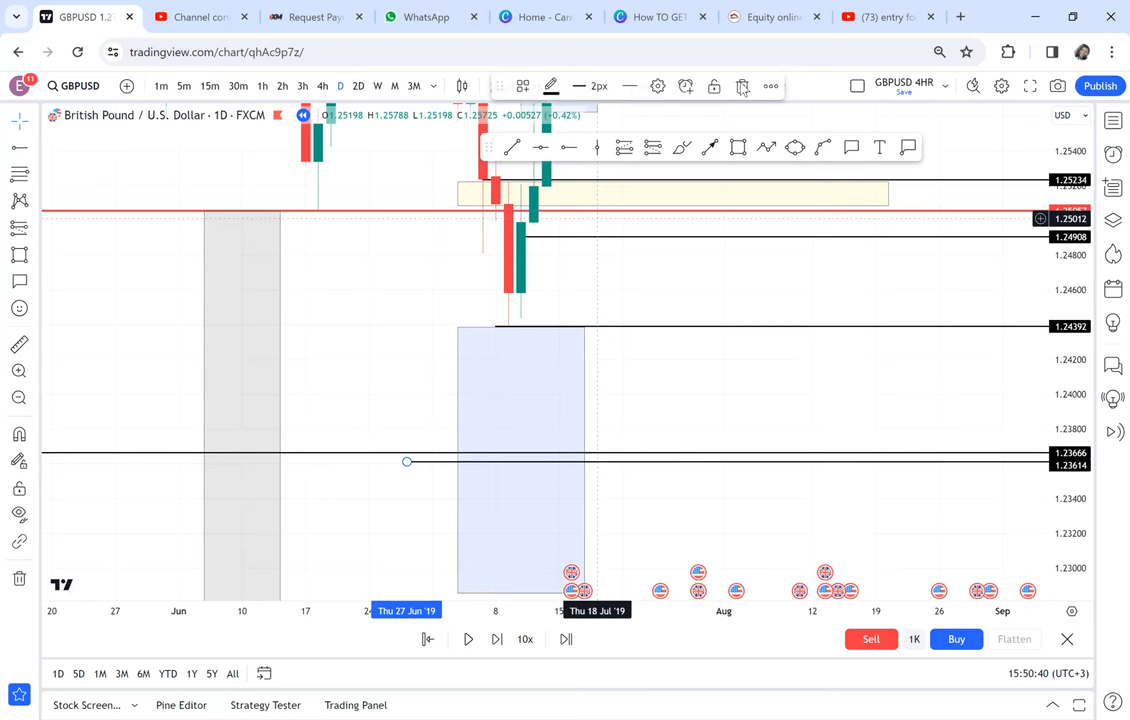 GBPUSD 1.2
Channel con
XM Request Pay
WhatsApp
Home - Can
How TO GET
Equity online
(73) entry fo
tradingview.com/chart/qhAc9p7z/
E 11 GBPUSD 1m 5m 15m 30m 1h 2h 3h 4h D 2D W M 3M 2px GBPUSD 4HR Save Publish
British Pound / U.S. Dollar · 1D · FXCM O1.25198 H1.25788 L1.25198 C1.25725 +0.00527 (+0.42%) USD
1.25400
1.25234
1.25012
1.24908
1.24800
1.24600
1.24392
1.24200
1.24000
1.23800
1.23666
1.23614
1.23400
1.23200
1.23000
20 27 Jun 10 17 Thu 27 Jun '19 8 Thu 18 Jul '19 Aug 12 19 26 Sep
10x Sell 1K Buy Flatten
1D 5D 1M 3M 6M YTD 1Y 5Y All 15:50:40 (UTC+3)
Stock Screen... Pine Editor Strategy Tester Trading Panel